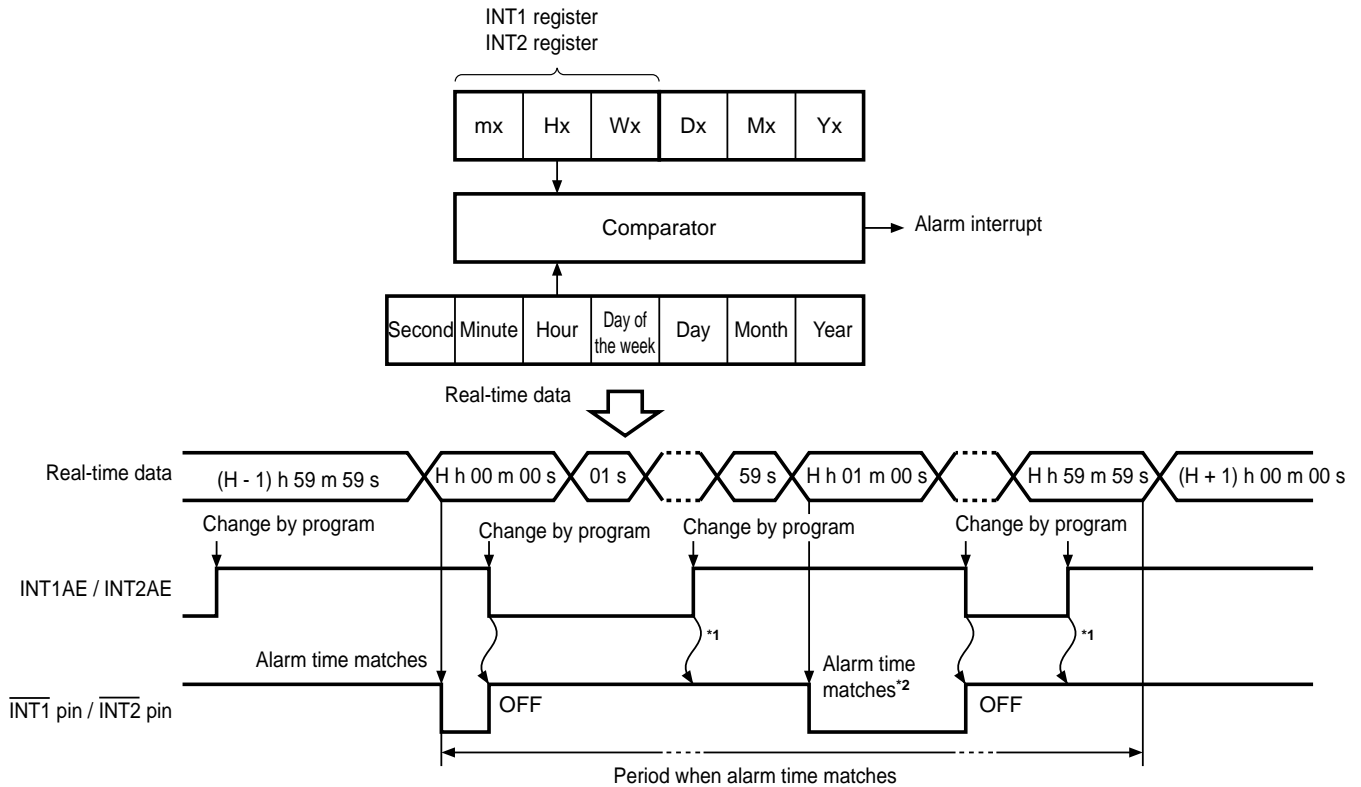 INT1 register
INT2 register
mx Hx Wx Dx Mx Yx
Comparator
Alarm interrupt
Second Minute Hour Day of the week Day Month Year
Real-time data
Real-time data
(H - 1) h 59 m 59 s
H h 00 m 00 s
01 s
59 s
H h 01 m 00 s
H h 59 m 59 s
(H + 1) h 00 m 00 s
Change by program
Change by program
Change by program
Change by program
INT1AE / INT2AE
*1
*1
Alarm time matches
Alarm time
matches*2
INT1 pin / INT2 pin
OFF
OFF
Period when alarm time matches